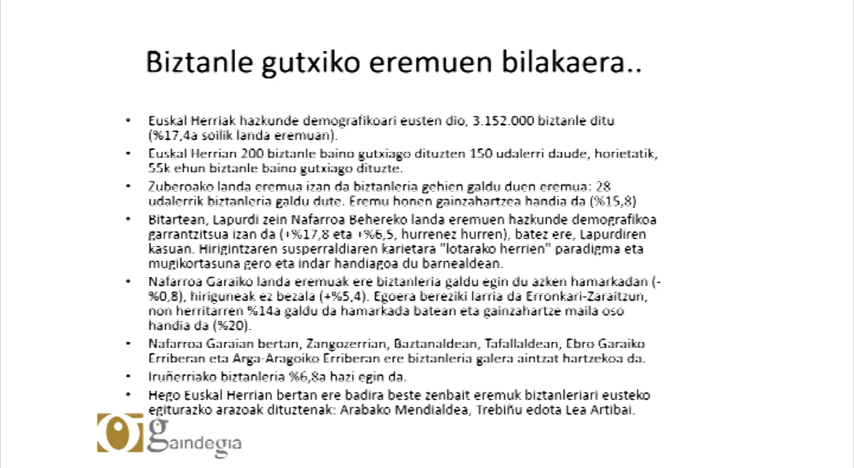 Biztanle gutxiko eremuen bilakaera..
• Euskal Herriak hazkunde demografikoari eusten dio, 3.152.000 biztanle ditu
(%17,4a soilik landa eremuan).
• Euskal Herrian 200 biztanle baino gutxiago dituzten 150 udalerri daude, horietatik,
55k ehun biztanle baino gutxiago dituzte.
• Zuberoako landa eremua izan da biztanleria gehien galdu duen eremua: 28
udalerrik biztanleria galdu dute. Eremu honen gainzahartzea handia da (%15,8)
• Bitartean, Lapurdi zein Nafarroa Behereko landa eremuen hazkunde demografikoa
garrantzitsua izan da (+%17,8 eta +%6,5, hurrenez hurren), batez ere, Lapurdiren
kasuan. Hirigintzaren susperraldiaren karietara "lotarako herrien" paradigma eta
mugikortasuna gero eta indar handiagoa du barnealdean.
• Nafarroa Garaiko landa eremuak ere biztanleria galdu egin du azken hamarkadan (-
%0,8), hiriguneak ez bezala (+%5,4). Egoera bereziki larria da Erronkari-Zaraitzun,
non herritarren %14a galdu da hamarkada batean eta gainzahartze maila oso
handia da (%20).
• Nafarroa Garaian bertan, Zangozerrian, Baztanaldean, Tafallaldean, Ebro Garaiko
Erriberan eta Arga-Aragoiko Erriberan ere biztanleria galera aintzat hartzekoa da.
• Iruñerriako biztanleria %6,8a hazi egin da.
• Hego Euskal Herrian bertan ere badira beste zenbait eremuk biztanleriari eusteko
egiturazko arazoak dituztenak: Arabako Mendialdea, Trebiñu edota Lea Artibai.
gaindegia